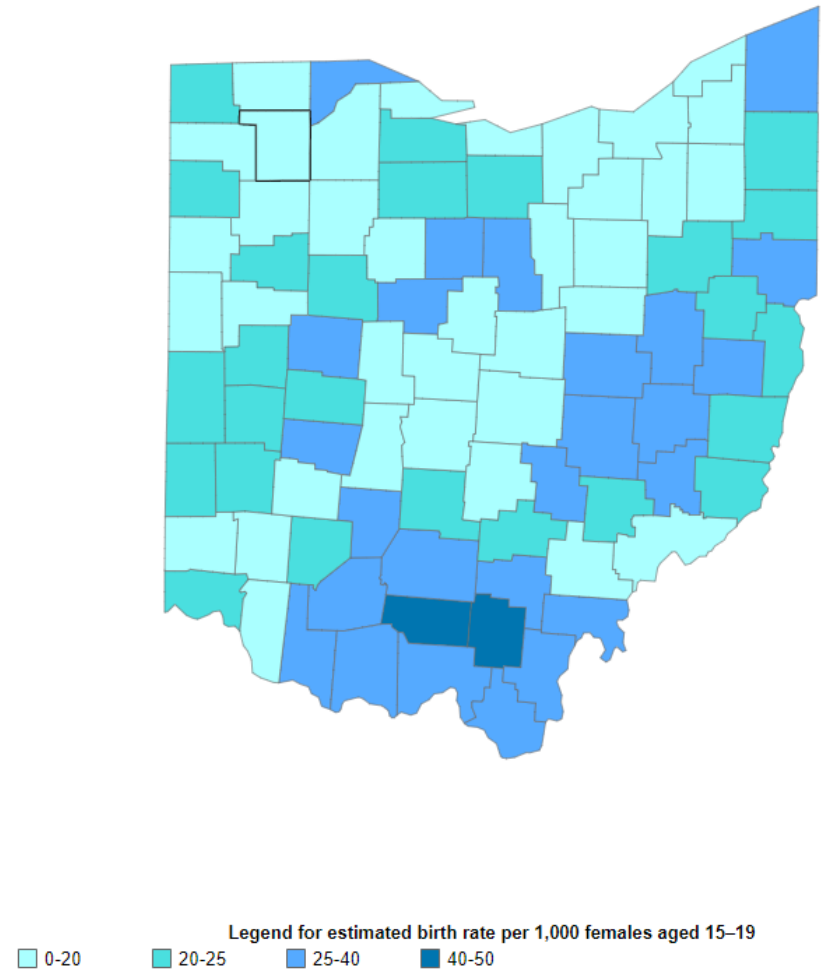 Legend for estimated birth rate per 1,000 females aged 15–19
0-20 20-25 25-40 40-50